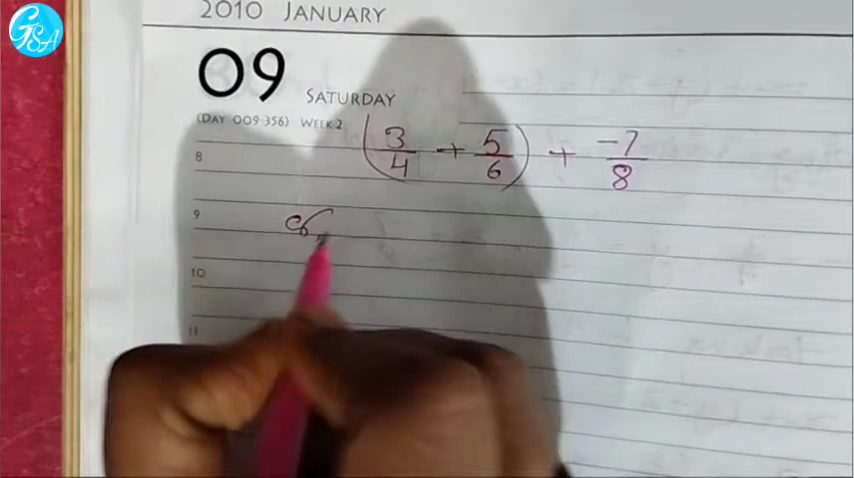 GSA
2010 JANUARY
09 SATURDAY
(DAY 009-356) WEEK 2
(3/4 + 5/6) + -7/8
8
9
10
11